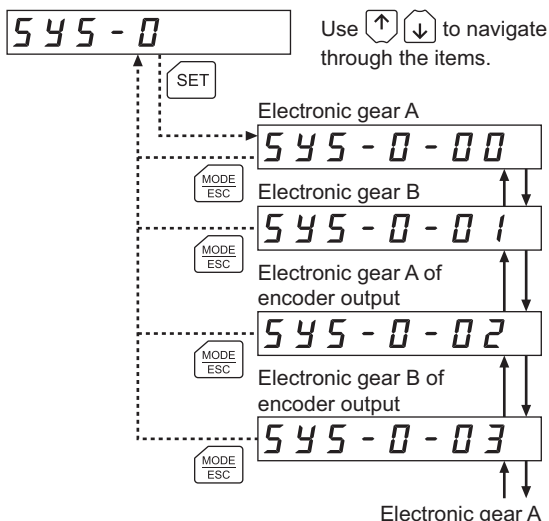 SYS-0
Use ↑ ↓ to navigate
through the items.
SET
Electronic gear A
SYS-0-00
MODE
ESC
Electronic gear B
SYS-0-01
MODE
ESC
Electronic gear A of
encoder output
SYS-0-02
MODE
ESC
Electronic gear B of
encoder output
SYS-0-03
MODE
ESC
Electronic gear A